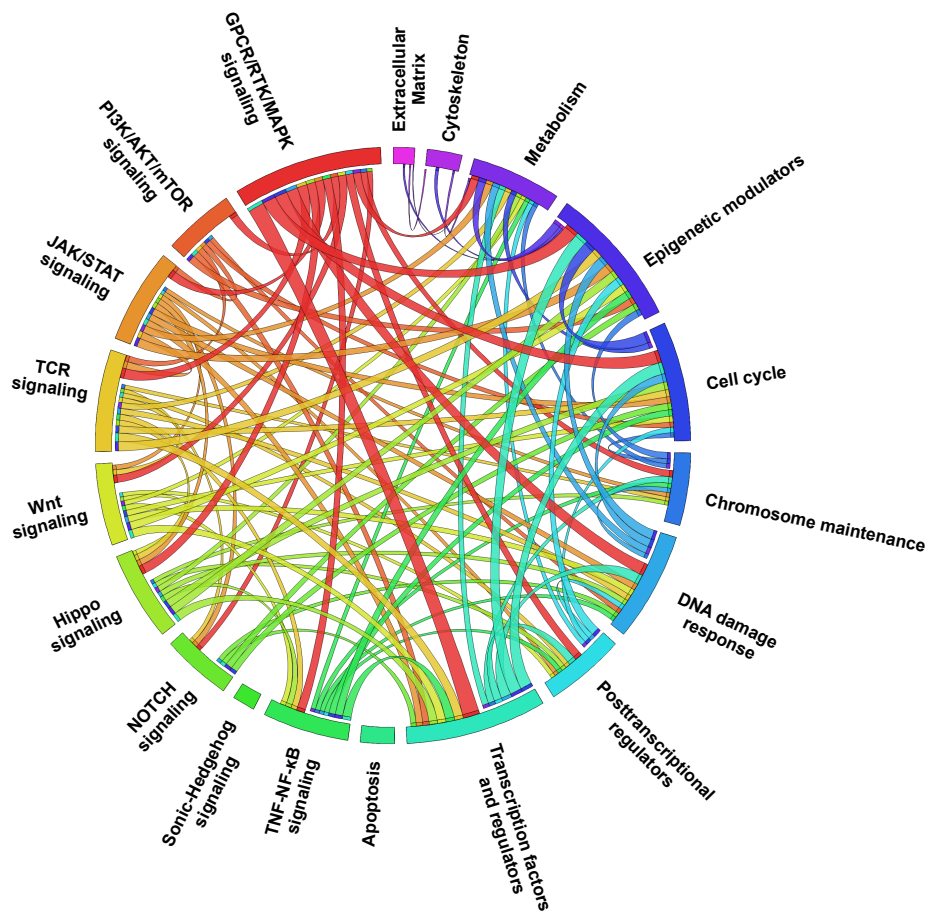 GPCR/RTK/MAPK
signaling
Extracellular
Matrix
Cytoskeleton
Metabolism
Epigenetic modulators
Cell cycle
Chromosome maintenance
DNA damage
response
Posttranscriptional
regulators
Transcription factors
and regulators
Apoptosis
TNF-NF-κB
signaling
Sonic-Hedgehog
signaling
NOTCH
signaling
Hippo
signaling
Wnt
signaling
TCR
signaling
JAK/STAT
signaling
PI3K/AKT/mTOR
signaling